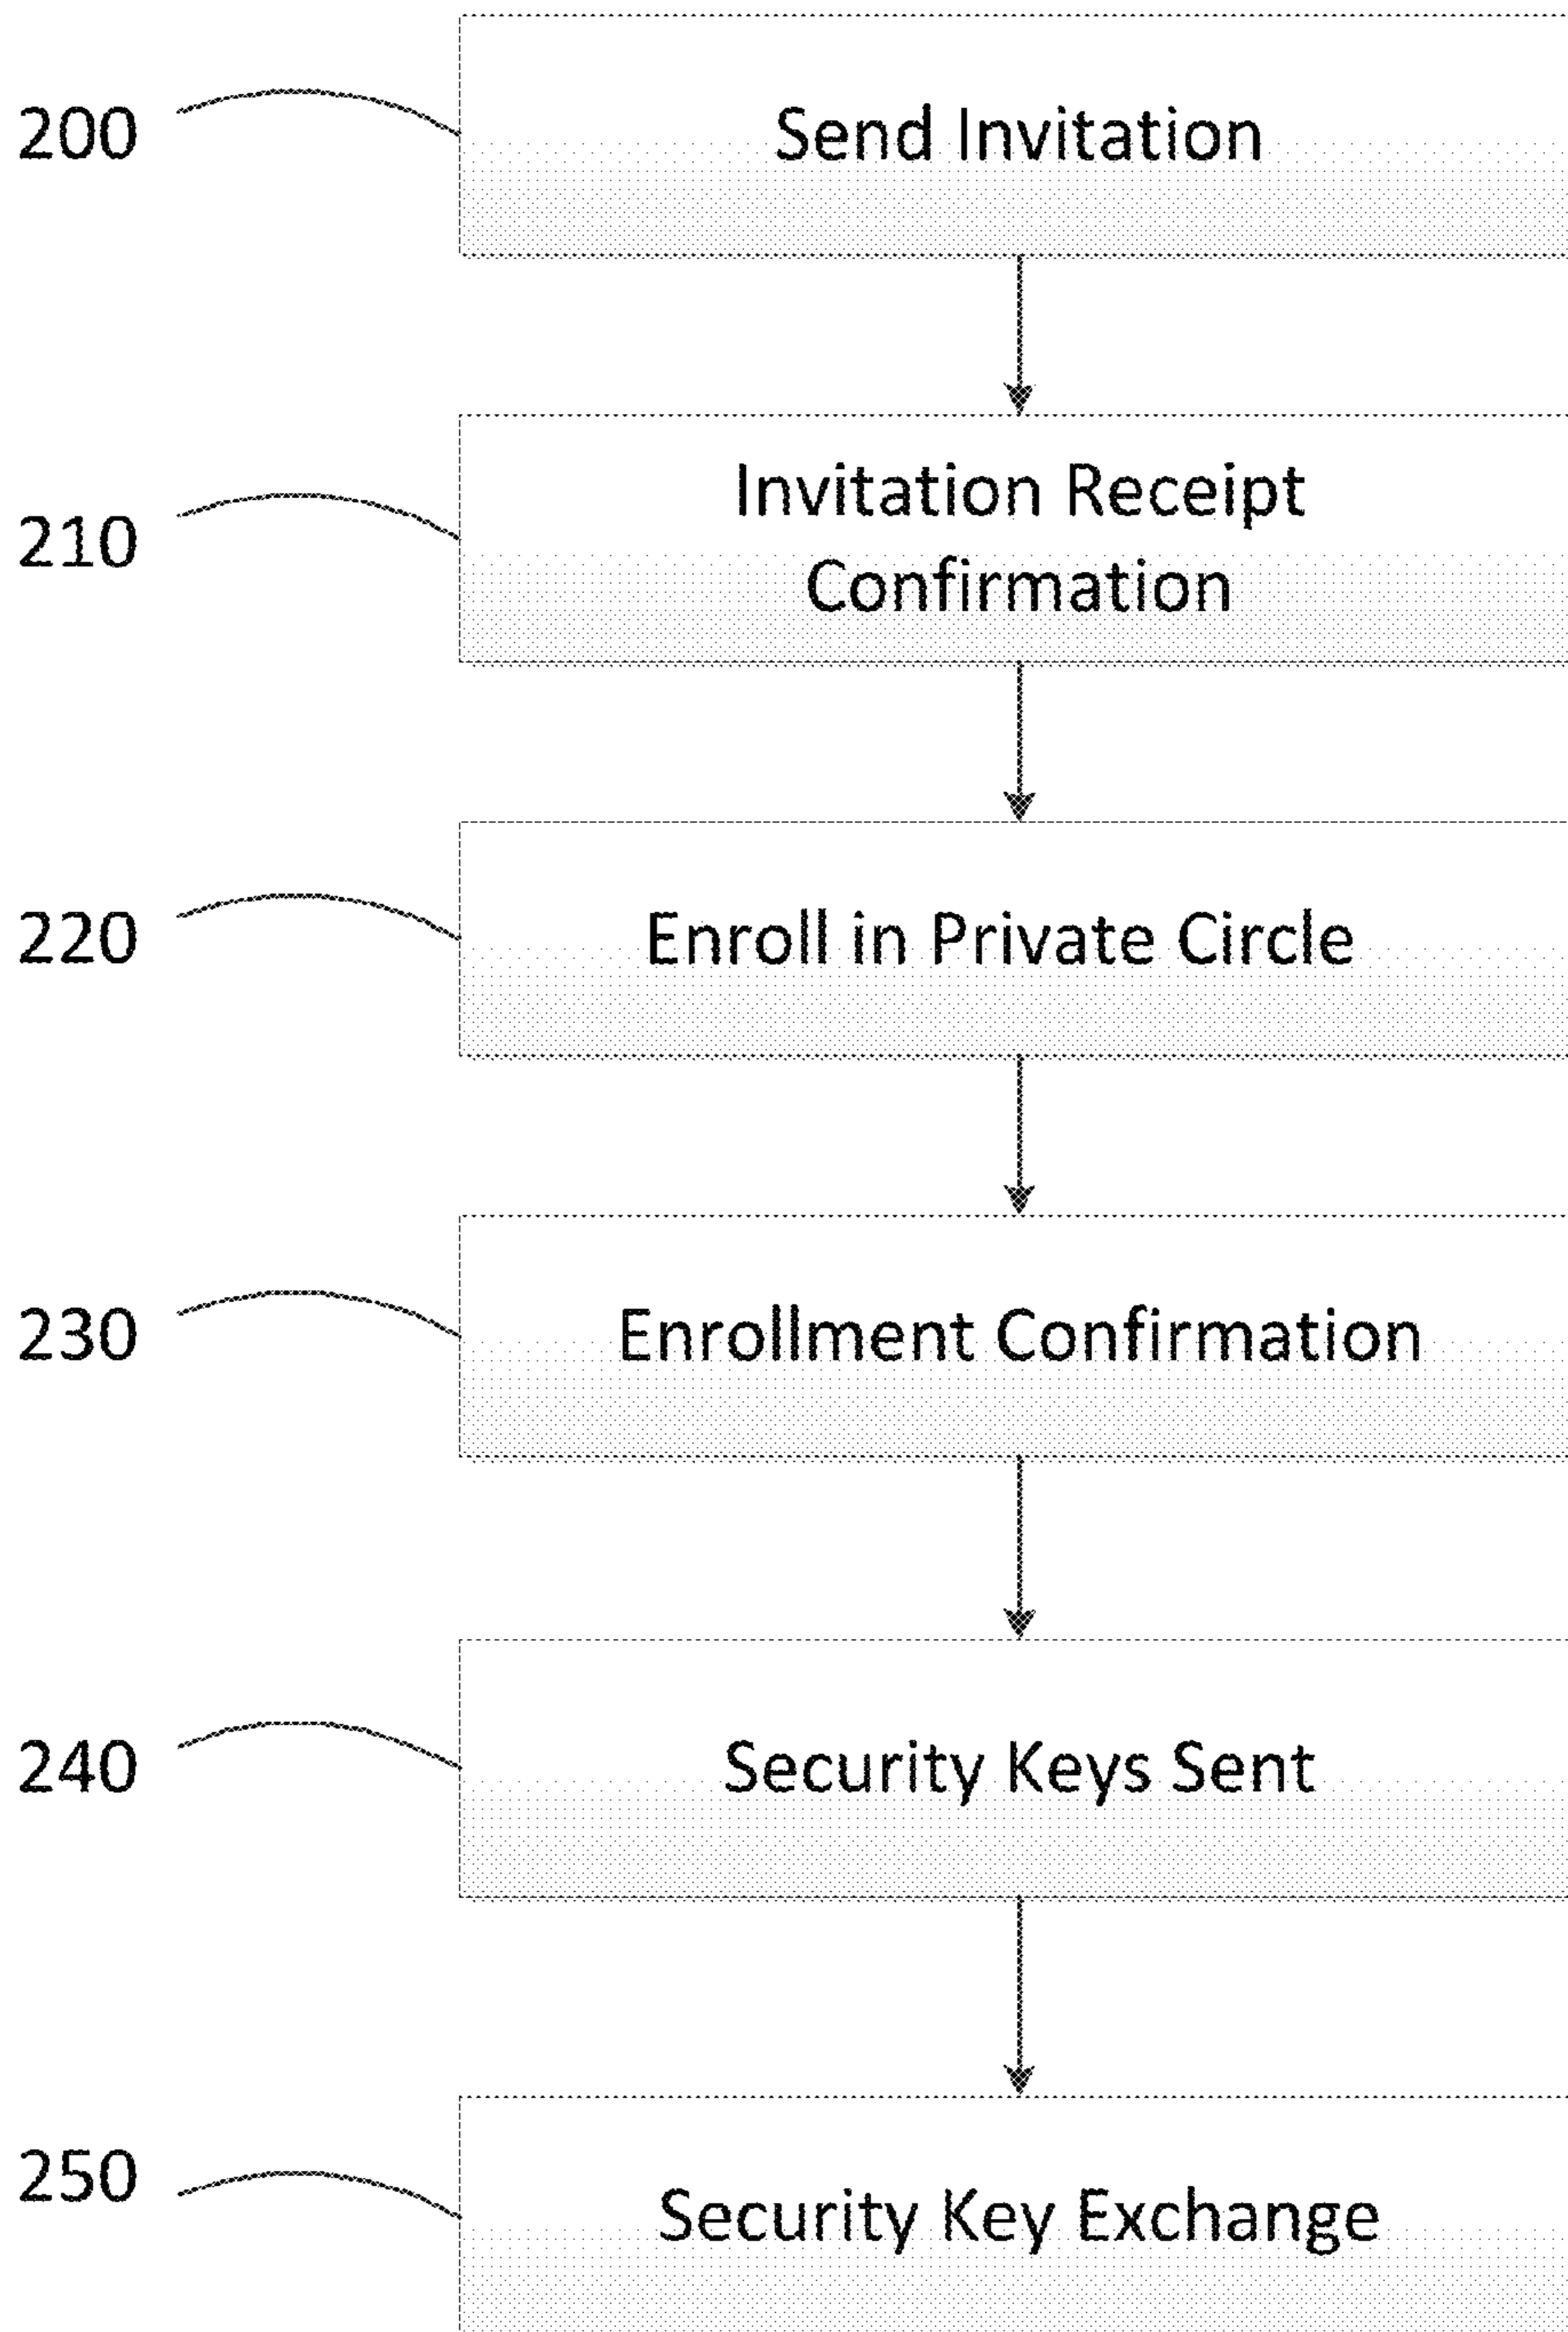 200
Send Invitation
210
Invitation Receipt
Confirmation
220
Enroll in Private Circle
230
Enrollment Confirmation
240
Security Keys Sent
250
Security Key Exchange